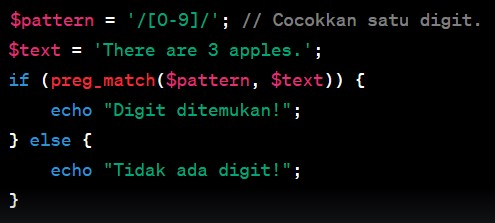 $pattern = '/[0-9]/'; // Cocokkan satu digit.
$text = 'There are 3 apples.';
if (preg_match($pattern, $text)) {
    echo "Digit ditemukan!";
} else {
    echo "Tidak ada digit!";
}